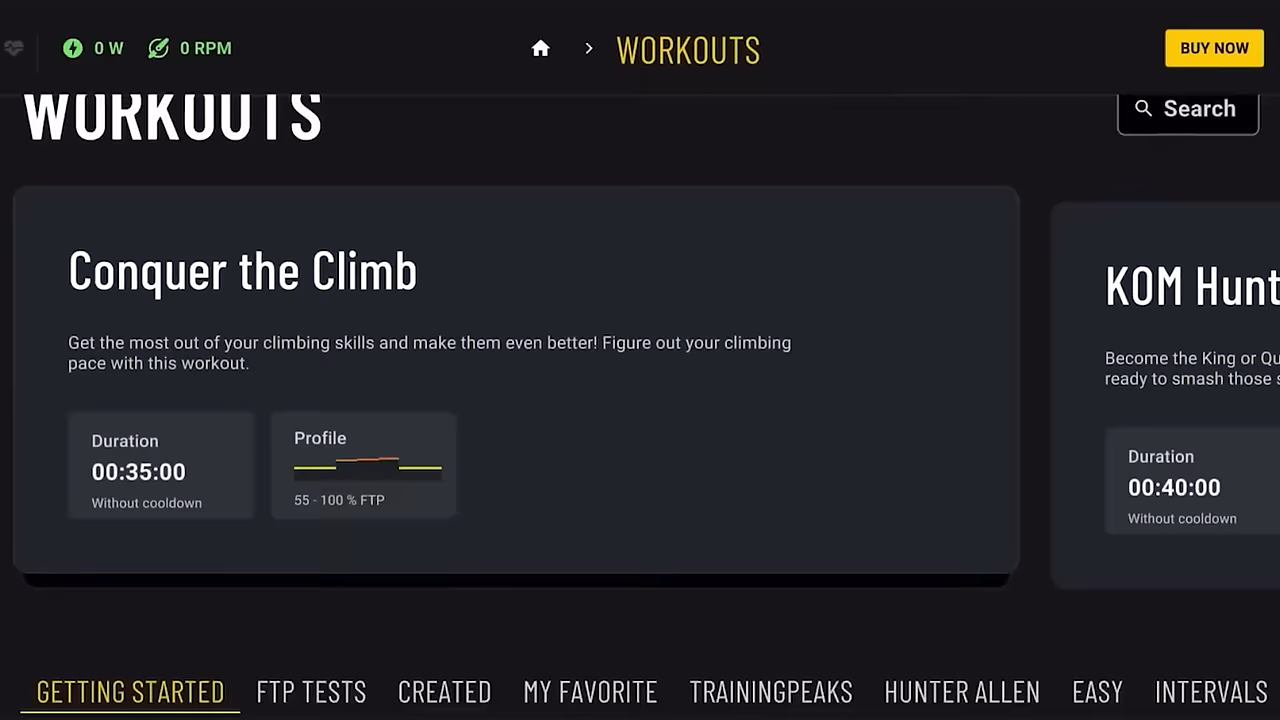 0 W 0 RPM
WORKOUTS
BUY NOW
WORKOUTS
Search
Conquer the Climb
Get the most out of your climbing skills and make them even better! Figure out your climbing
pace with this workout.
Duration
00:35:00
Without cooldown
Profile
55 - 100 % FTP
KOM Hunt
Become the King or Qu
ready to smash those s
Duration
00:40:00
Without cooldown
GETTING STARTED FTP TESTS CREATED MY FAVORITE TRAININGPEAKS HUNTER ALLEN EASY INTERVALS